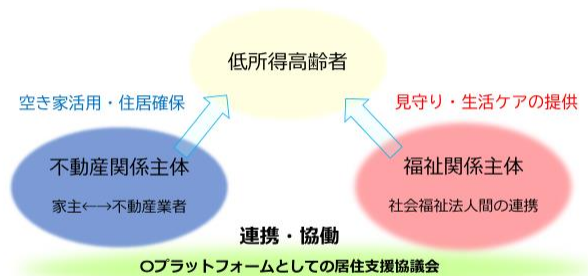 低所得高齢者
空き家活用・住居確保
見守り・生活ケアの提供
不動産関係主体
家主←→不動産業者
福祉関係主体
社会福祉法人間の連携
連携・協働
〇プラットフォームとしての居住支援協議会